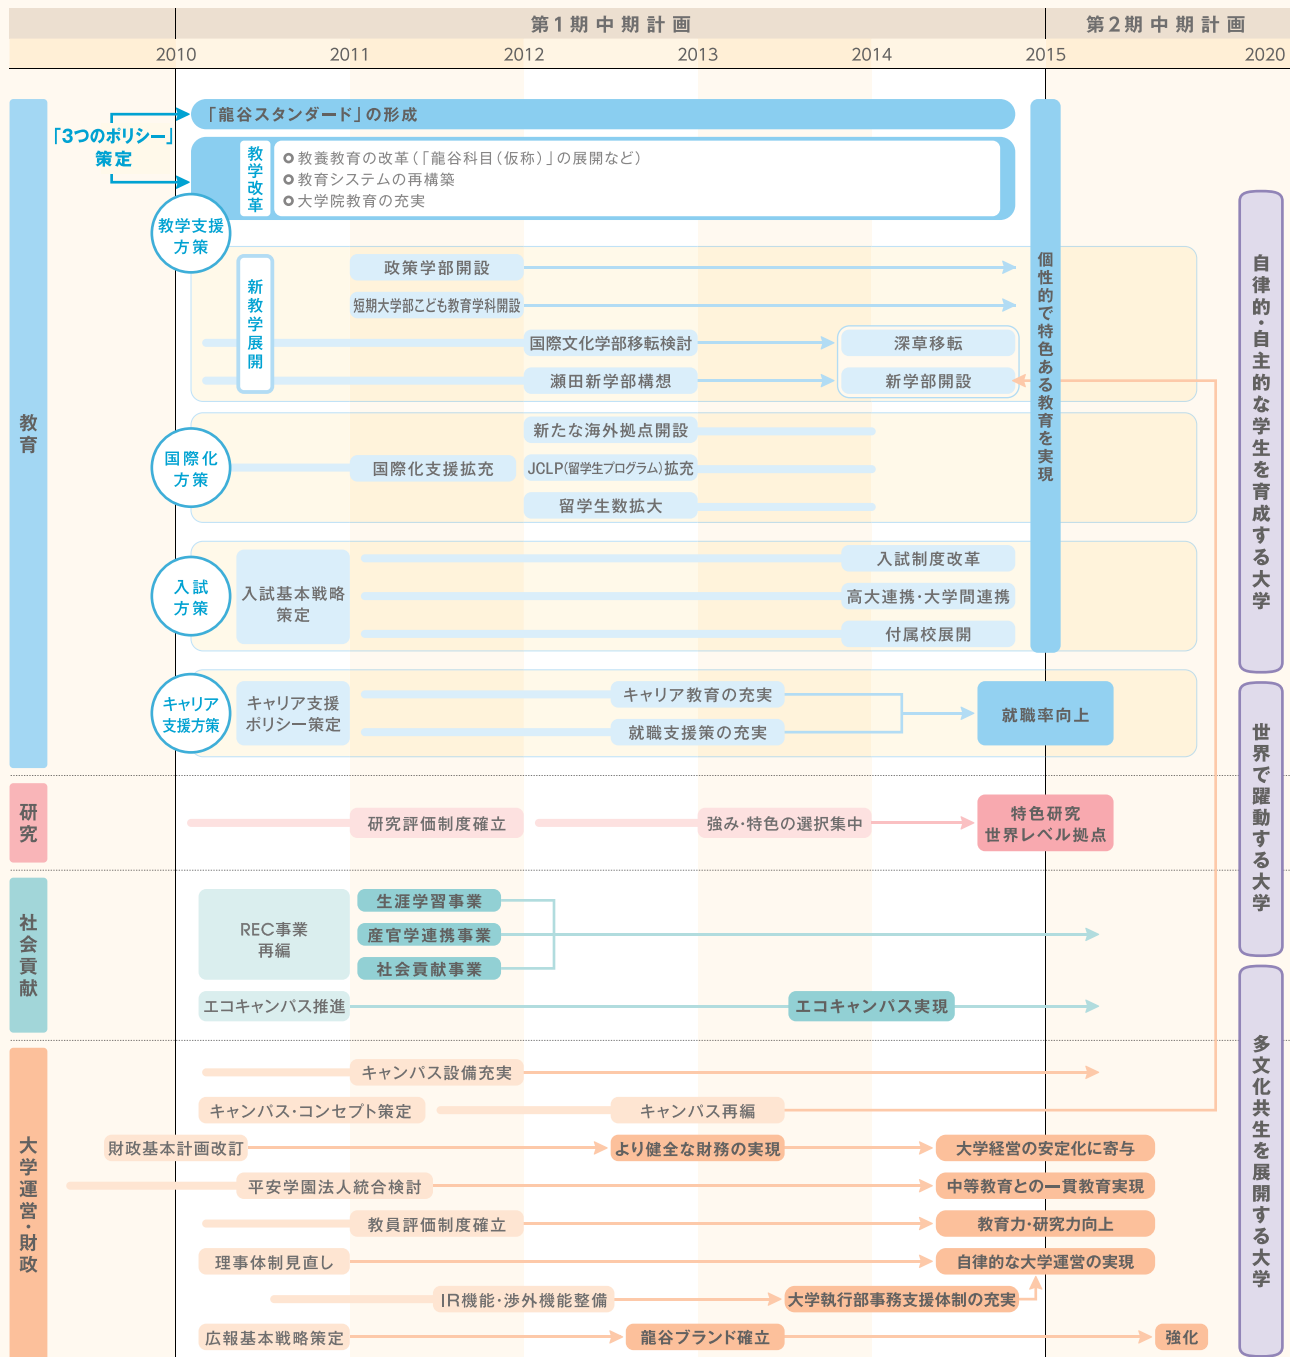 第1期中期計画
第2期中期計画
2010
2011
2012
2013
2014
2015
2020
教育
「3つのポリシー」
策定
「龍谷スタンダード」の形成
教学改革
教養教育の改革(「龍谷科目(仮称)」の展開など)
教育システムの再構築
大学院教育の充実
教学支援
方策
新教学展開
政策学部開設
短期大学部こども教育学科開設
国際文化学部移転検討
深草移転
瀬田新学部構想
新学部開設
国際化
方策
国際化支援拡充
新たな海外拠点開設
JCLP(留学生プログラム)拡充
留学生数拡大
入試
方策
入試基本戦略
策定
入試制度改革
高大連携・大学間連携
付属校展開
個性的で特色ある教育を実現
キャリア
支援方策
キャリア支援
ポリシー策定
キャリア教育の充実
就職支援策の充実
就職率向上
研究
研究評価制度確立
強み・特色の選択集中
特色研究
世界レベル拠点
社会貢献
REC事業
再編
生涯学習事業
産官学連携事業
社会貢献事業
エコキャンパス推進
エコキャンパス実現
大学運営・財政
キャンパス設備充実
キャンパス・コンセプト策定
キャンパス再編
財政基本計画改訂
より健全な財務の実現
大学経営の安定化に寄与
平安学園法人統合検討
中等教育との一貫教育実現
教員評価制度確立
教育力・研究力向上
理事体制見直し
自律的な大学運営の実現
IR機能・渉外機能整備
大学執行部事務支援体制の充実
広報基本戦略策定
龍谷ブランド確立
強化
自律的・自主的な学生を育成する大学
世界で躍動する大学
多文化共生を展開する大学